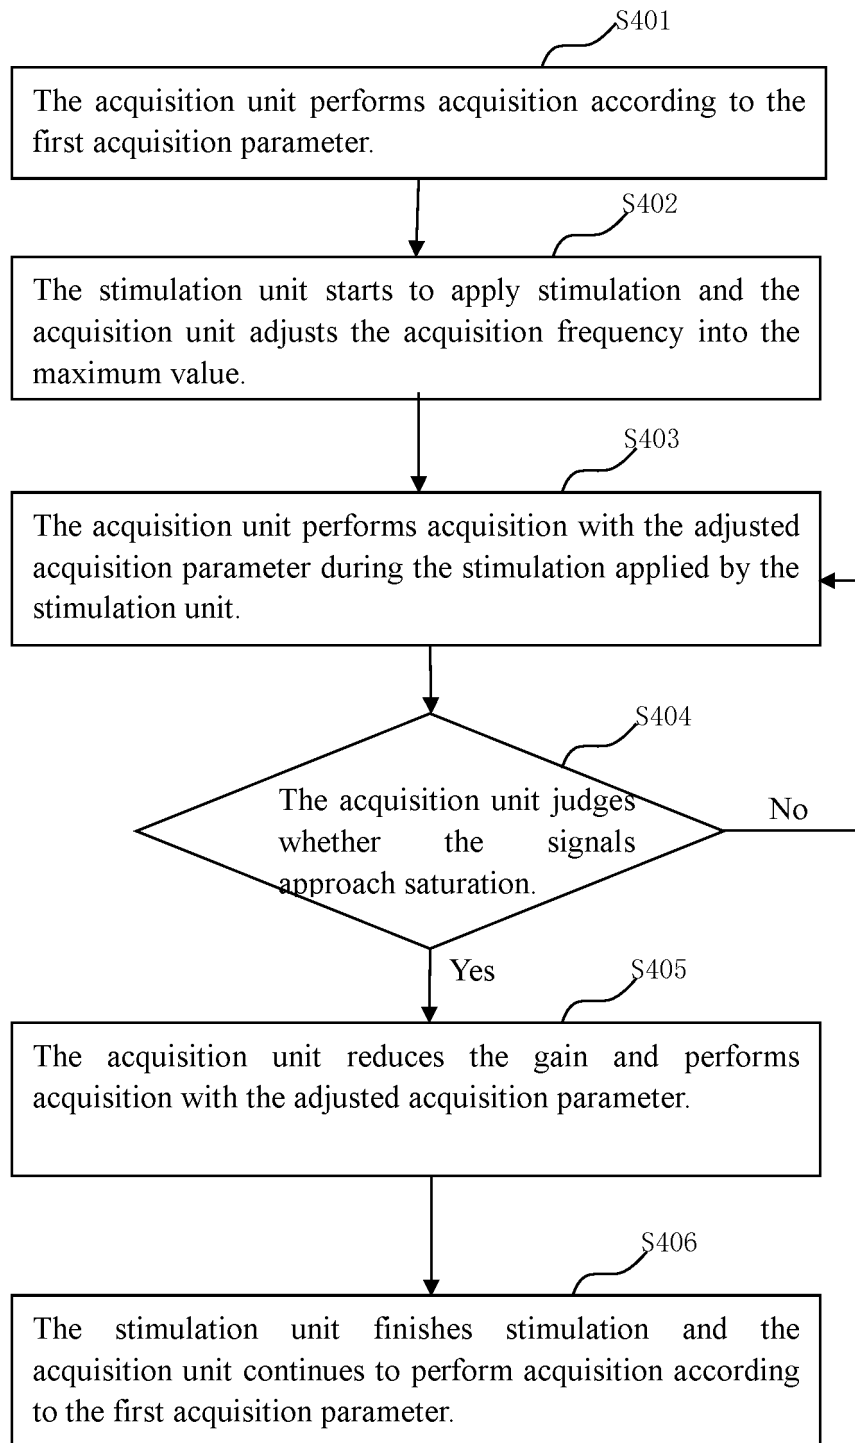 S401
The acquisition unit performs acquisition according to the
first acquisition parameter.
S402
The stimulation unit starts to apply stimulation and the
acquisition unit adjusts the acquisition frequency into the
maximum value.
S403
The acquisition unit performs acquisition with the adjusted
acquisition parameter during the stimulation applied by the
stimulation unit.
S404
The acquisition unit judges
whether the signals
approach saturation.
No
Yes
S405
The acquisition unit reduces the gain and performs
acquisition with the adjusted acquisition parameter.
S406
The stimulation unit finishes stimulation and the
acquisition unit continues to perform acquisition according
to the first acquisition parameter.